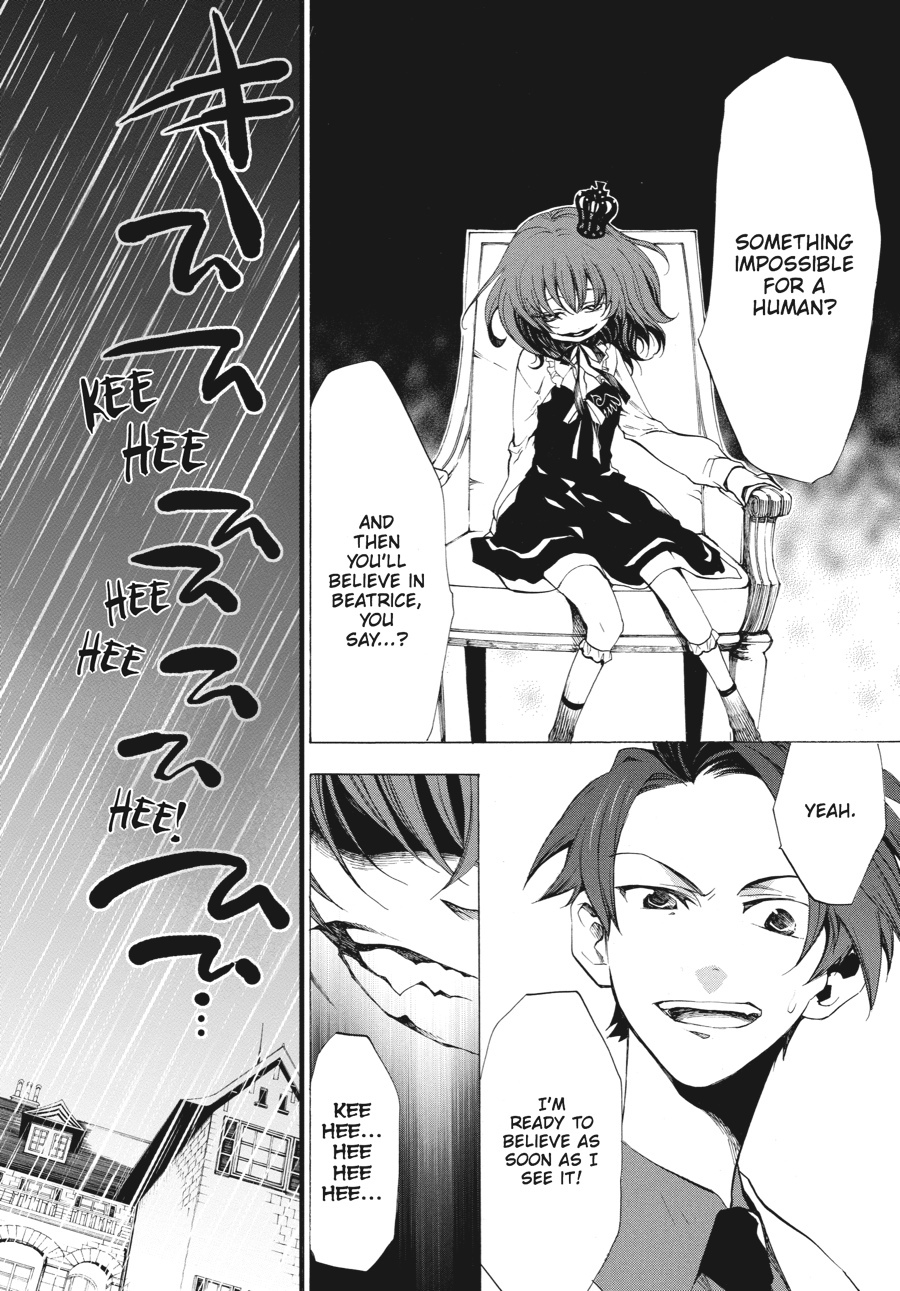 SOMETHING
IMPOSSIBLE
FOR A
HUMAN?
AND
THEN
YOU'LL
BELIEVE IN
BEATRICE,
YOU
SAY...?
YEAH.
I'M
READY TO
BELIEVE AS
SOON AS I
SEE IT!
KEE
HEE...
HEE
HEE
HEE...
きひひひひひひひひ…
KEE
HEE
HEE
HEE
HEE!